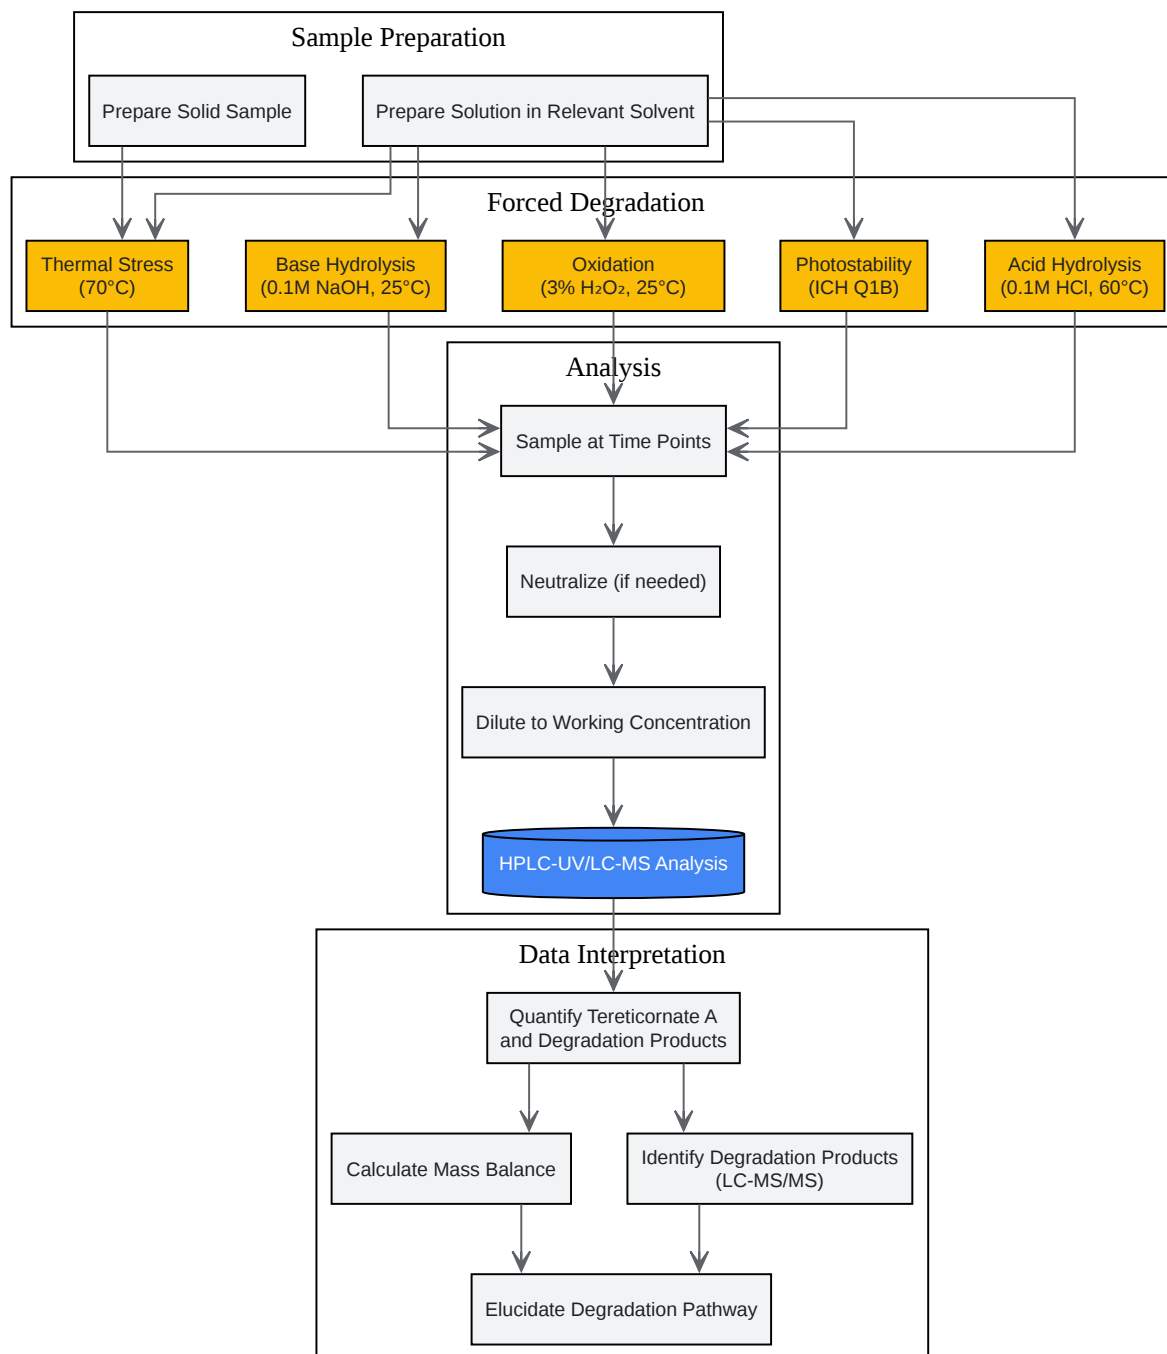 Sample Preparation
Prepare Solid Sample
Prepare Solution in Relevant Solvent
Forced Degradation
Thermal Stress
(70°C)
Base Hydrolysis
(0.1M NaOH, 25°C)
Oxidation
(3% H₂O₂, 25°C)
Photostability
(ICH Q1B)
Acid Hydrolysis
(0.1M HCl, 60°C)
Analysis
Sample at Time Points
Neutralize (if needed)
Dilute to Working Concentration
HPLC-UV/LC-MS Analysis
Data Interpretation
Quantify Tereticornate A
and Degradation Products
Calculate Mass Balance
Identify Degradation Products
(LC-MS/MS)
Elucidate Degradation Pathway